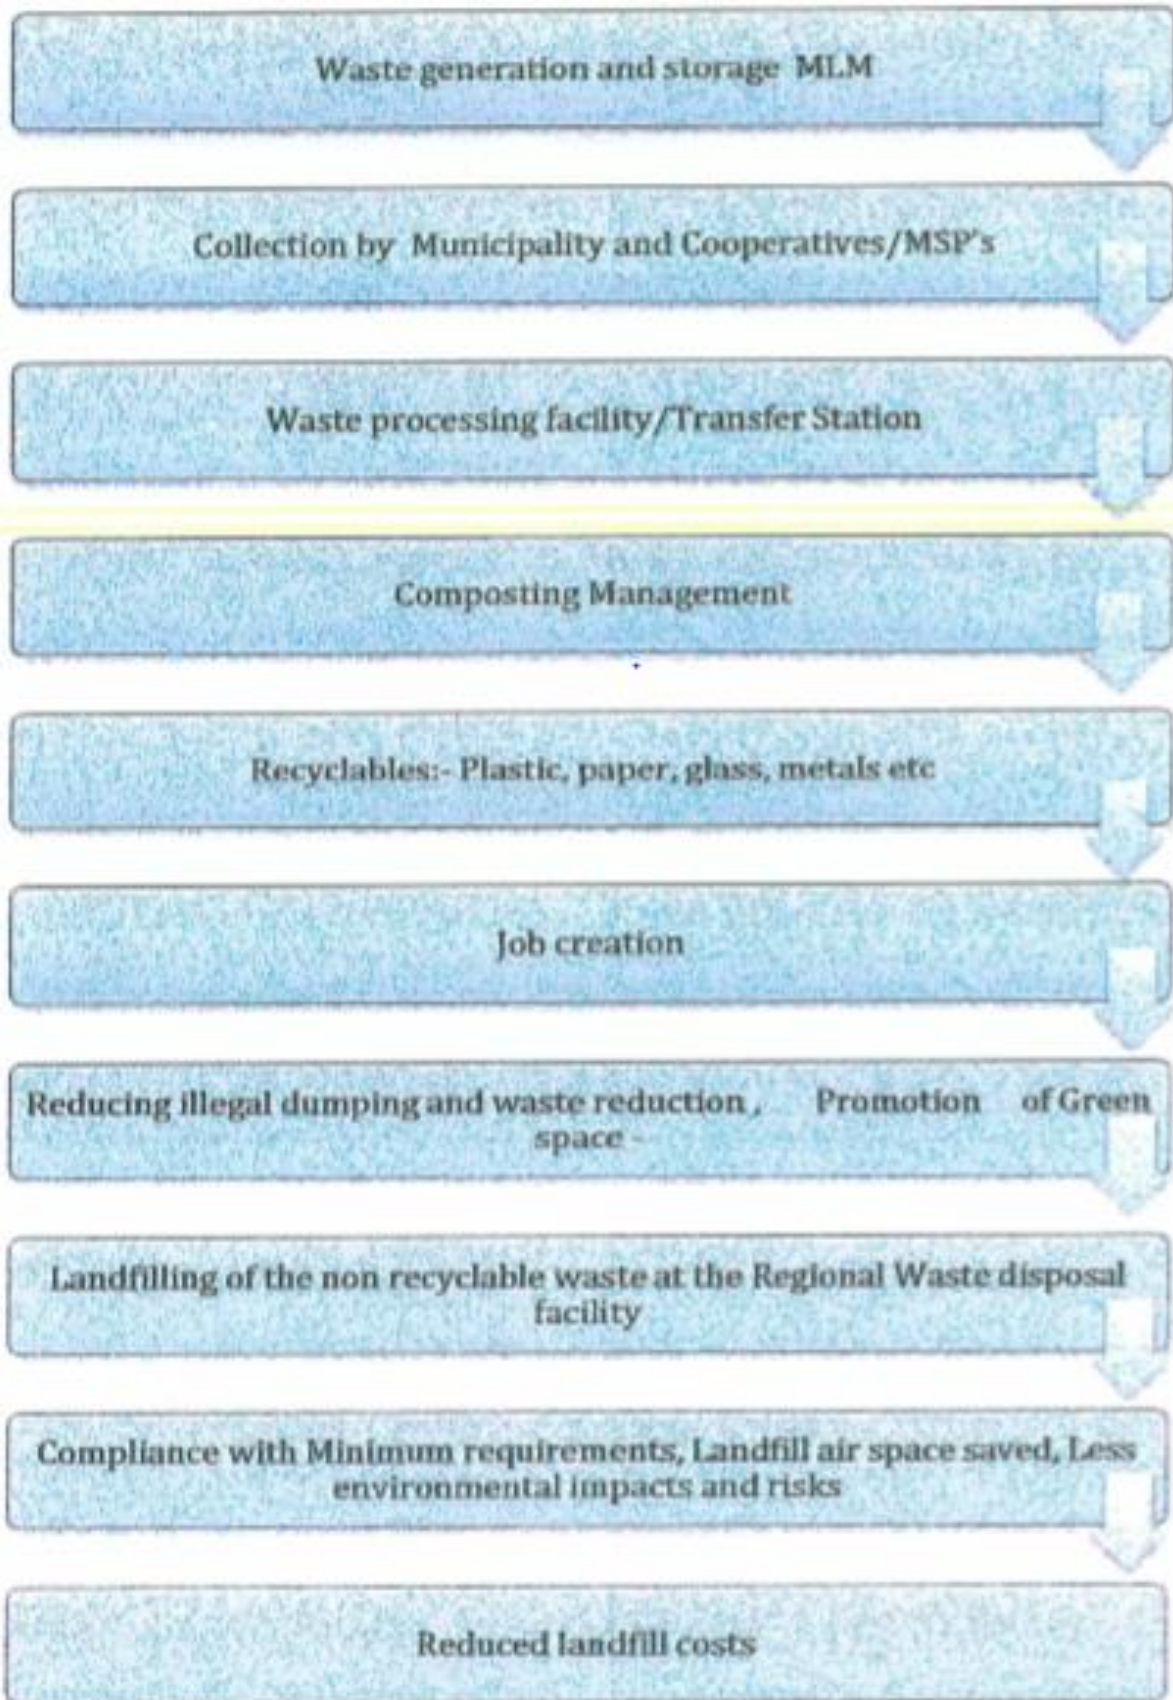 Waste generation and storage MLM
Collection by Municipality and Cooperatives/MSP's
Waste processing facility/Transfer Station
Composting Management
Recyclables:- Plastic, paper, glass, metals etc
Job creation
Reducing illegal dumping and waste reduction, Promotion of Green
space -
Landfilling of the non recyclable waste at the Regional Waste disposal
facility
Compliance with Minimum requirements, Landfill air space saved, Less
environmental impacts and risks
Reduced landfill costs